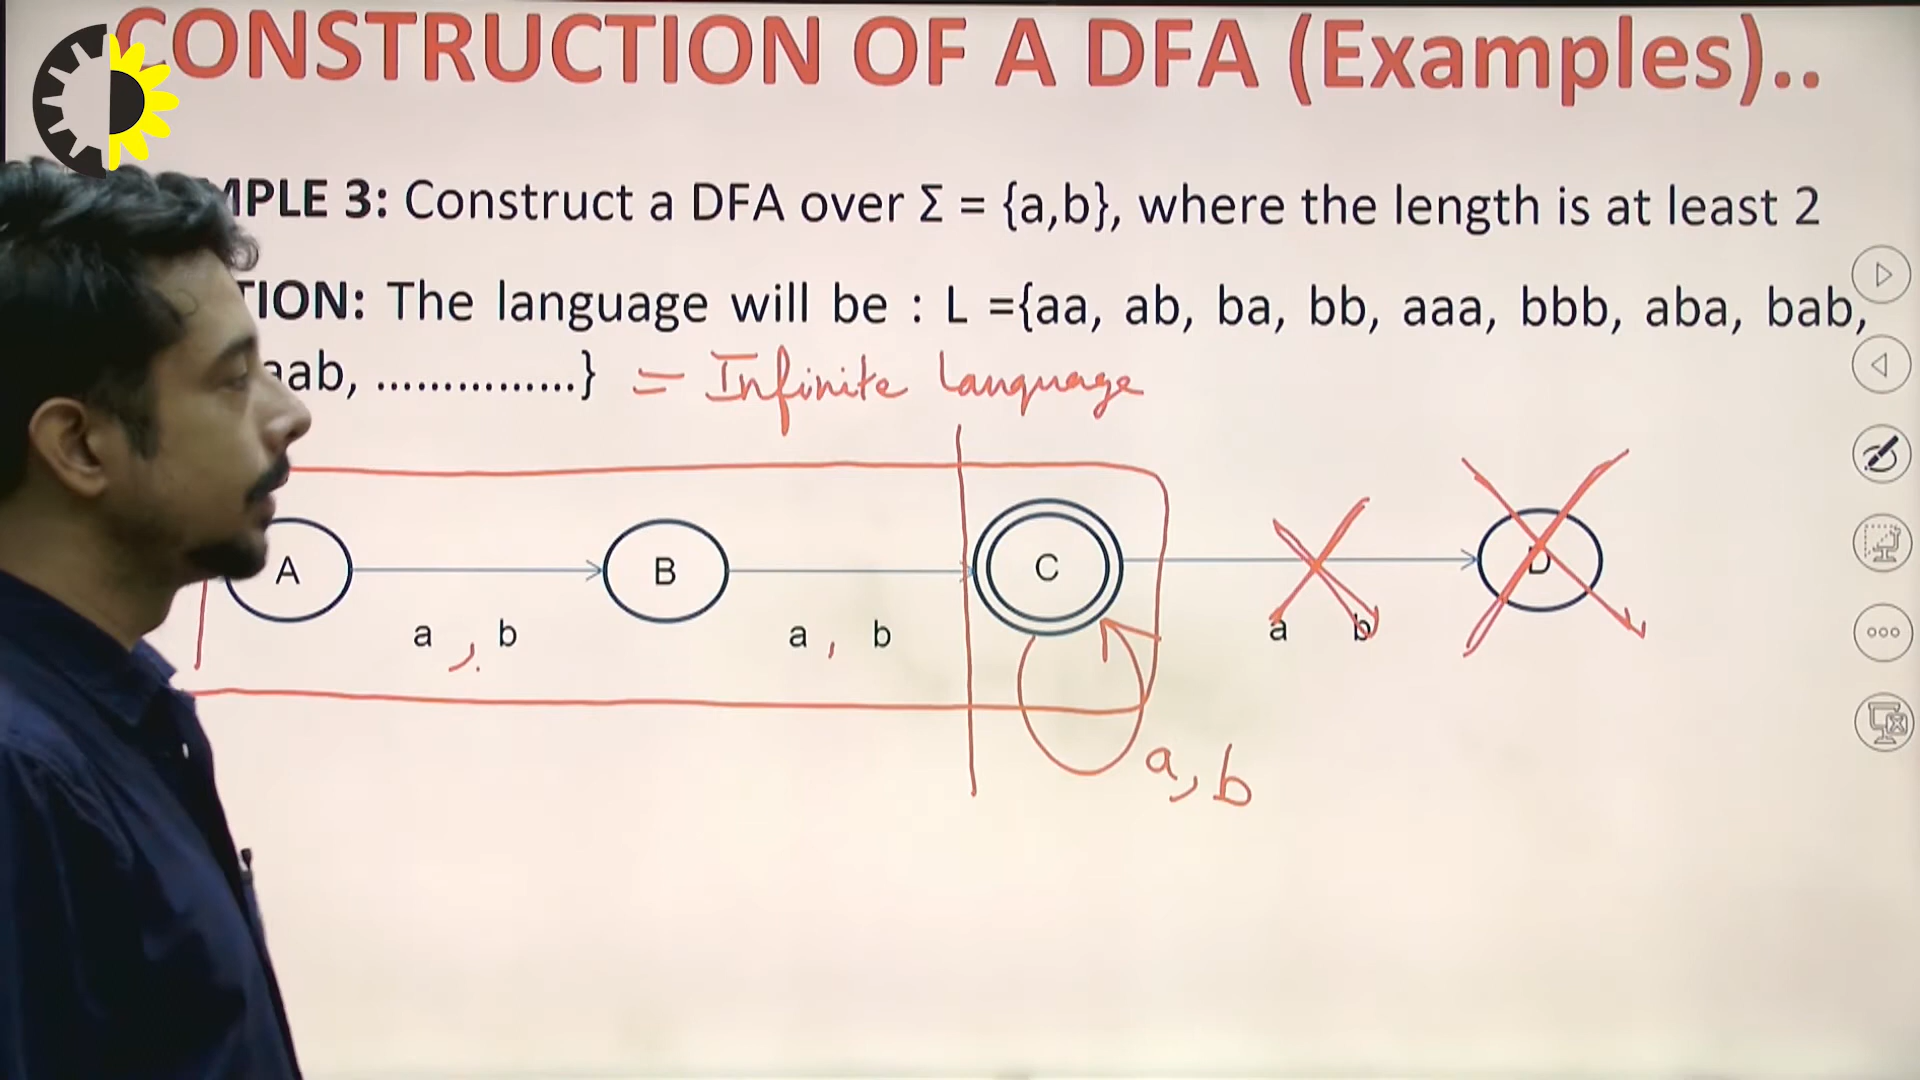 CONSTRUCTION OF A DFA (Examples)..
MPLE 3: Construct a DFA over Σ = {a,b}, where the length is at least 2
TION: The language will be : L ={aa, ab, ba, bb, aaa, bbb, aba, bab,
aab, ...............} = Infinite Language
A B C D
a , b a , b a b
a, b